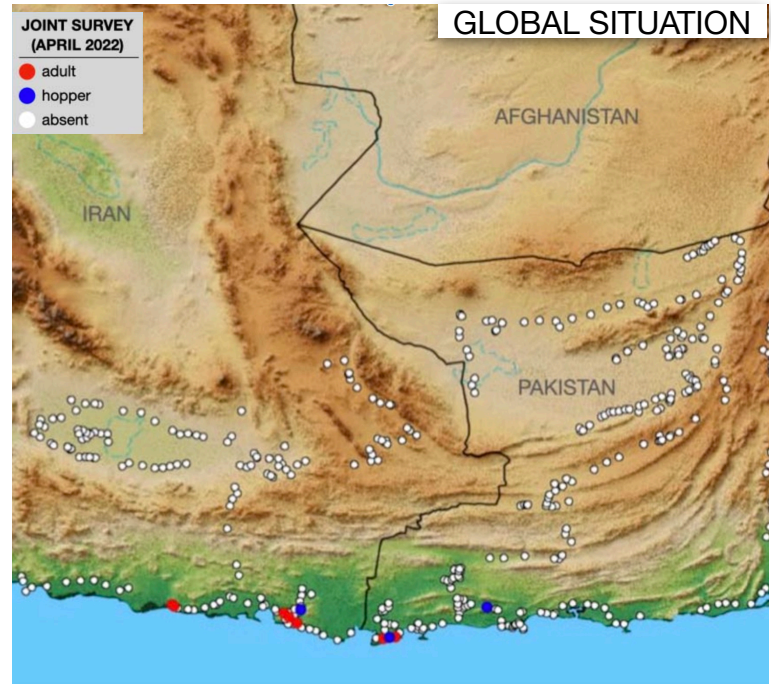 GLOBAL SITUATION
JOINT SURVEY
(APRIL 2022)
adult
hopper
absent
AFGHANISTAN
IRAN
PAKISTAN